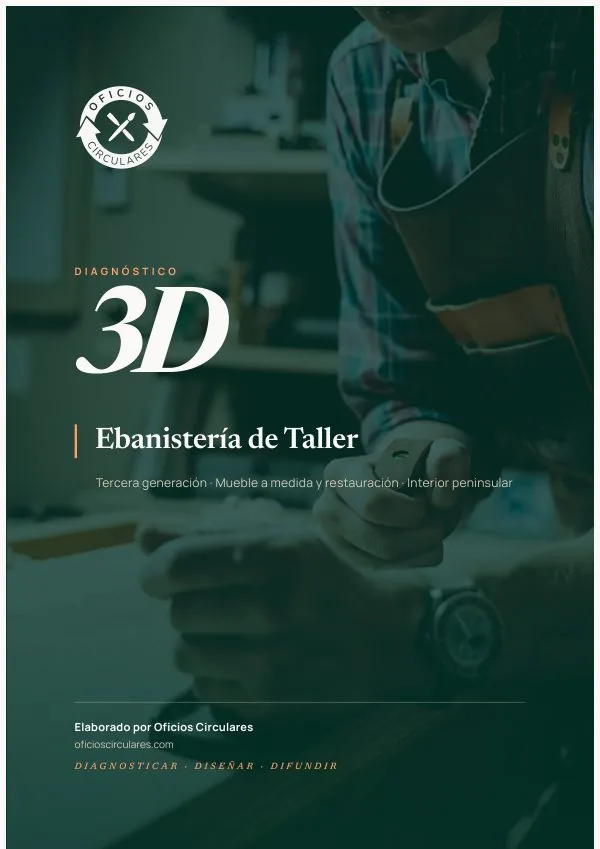 OFICIOS
CIRCULARES
DIAGNÓSTICO
3D
Ebanistería de Taller
Tercera generación · Mueble a medida y restauración · Interior peninsular
Elaborado por Oficios Circulares
oficioscirculares.com
DIAGNOSTICAR · DISEÑAR · DIFUNDIR